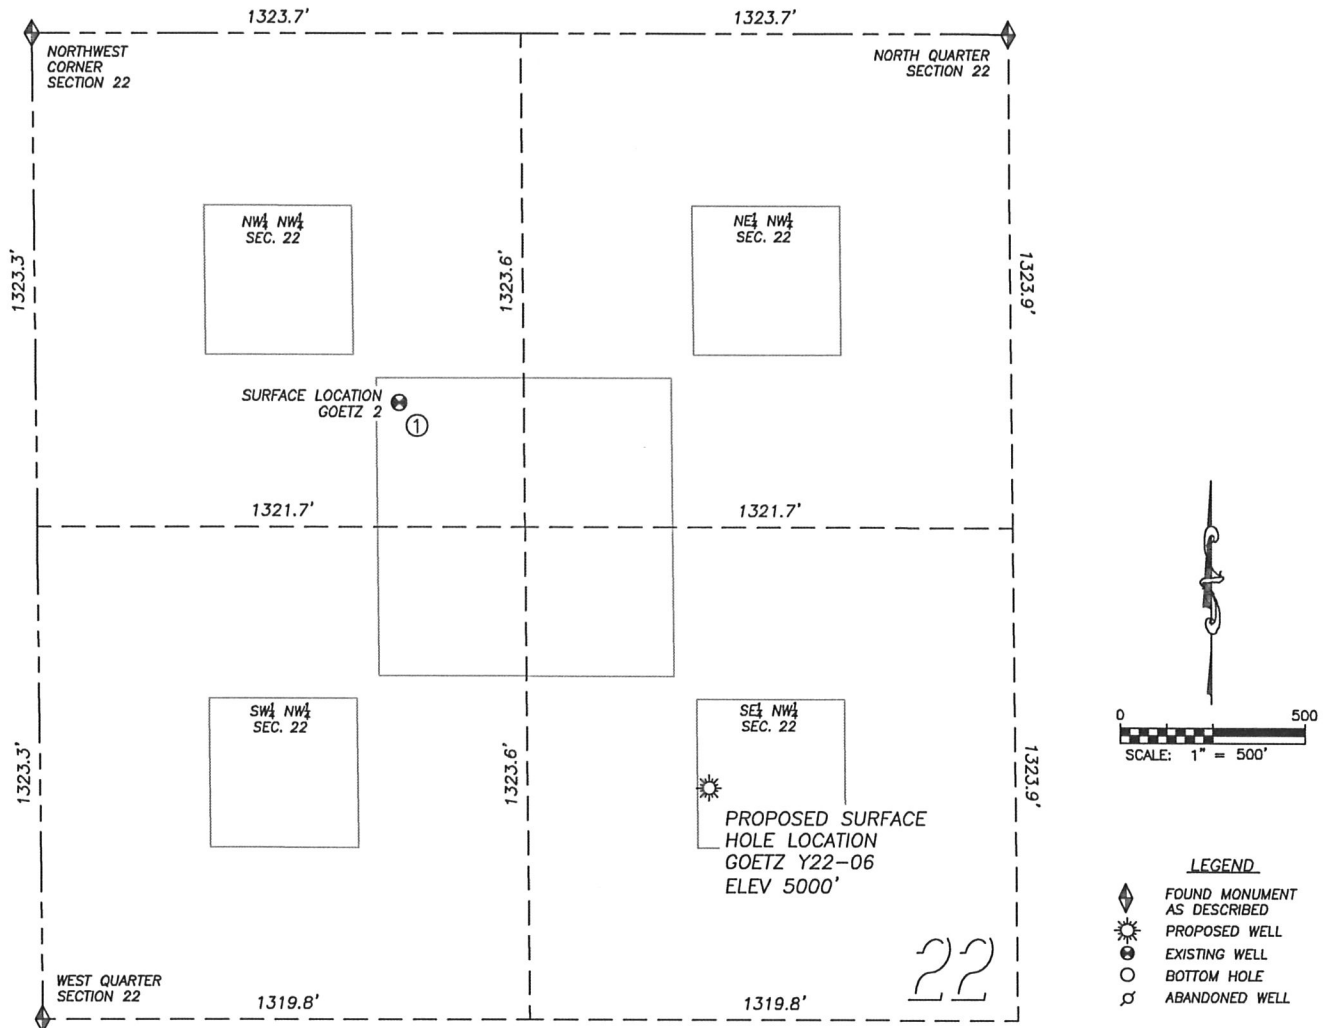 1323.7'
1323.7'
NORTHWEST
CORNER
SECTION 22
NORTH QUARTER
SECTION 22
NW¼ NW¼
SEC. 22
NE¼ NW¼
SEC. 22
1323.3'
1323.6'
1323.9'
SURFACE LOCATION
GOETZ 2
1
1321.7'
1321.7'
0 500
SCALE: 1" = 500'
SW¼ NW¼
SEC. 22
SE¼ NW¼
SEC. 22
1323.3'
1323.6'
1323.9'
PROPOSED SURFACE
HOLE LOCATION
GOETZ Y22-06
ELEV 5000'
LEGEND
FOUND MONUMENT
AS DESCRIBED
PROPOSED WELL
EXISTING WELL
BOTTOM HOLE
ABANDONED WELL
22
WEST QUARTER
SECTION 22
1319.8'
1319.8'